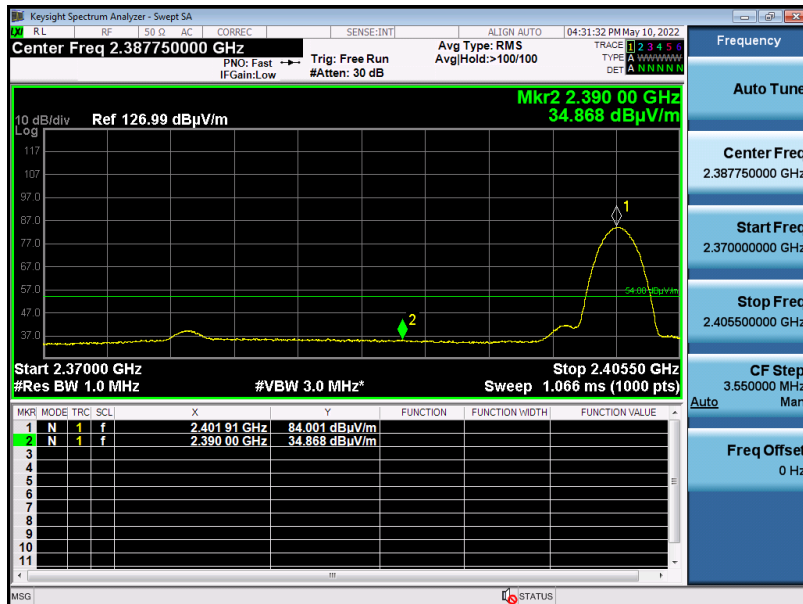 Keysight Spectrum Analyzer - Swept SA
LXI RL RF 50 Ω AC CORREC SENSE:INT ALIGN AUTO 04:31:32 PM May 10, 2022
Center Freq 2.387750000 GHz
PNO: Fast
IFGain:Low
Trig: Free Run
#Atten: 30 dB
Avg Type: RMS
Avg|Hold:>100/100
TRACE 1 2 3 4 5 6
TYPE A WWWWW
DET A N N N N N
Mkr2 2.390 00 GHz
34.868 dBµV/m
10 dB/div Ref 126.99 dBµV/m
Log
117
107
97.0
87.0
77.0
67.0
57.0
47.0
37.0
1
54.00 dBµV/m
2
Start 2.37000 GHz Stop 2.40550 GHz
#Res BW 1.0 MHz #VBW 3.0 MHz* Sweep 1.066 ms (1000 pts)
MKR MODE TRC SCL X Y FUNCTION FUNCTION WIDTH FUNCTION VALUE
1 N 1 f 2.401 91 GHz 84.001 dBµV/m
2 N 1 f 2.390 00 GHz 34.868 dBµV/m
3
4
5
6
7
8
9
10
11
MSG STATUS
Frequency
Auto Tune
Center Freq
2.387750000 GHz
Start Freq
2.370000000 GHz
Stop Freq
2.405500000 GHz
CF Step
3.550000 MHz
Auto Man
Freq Offset
0 Hz